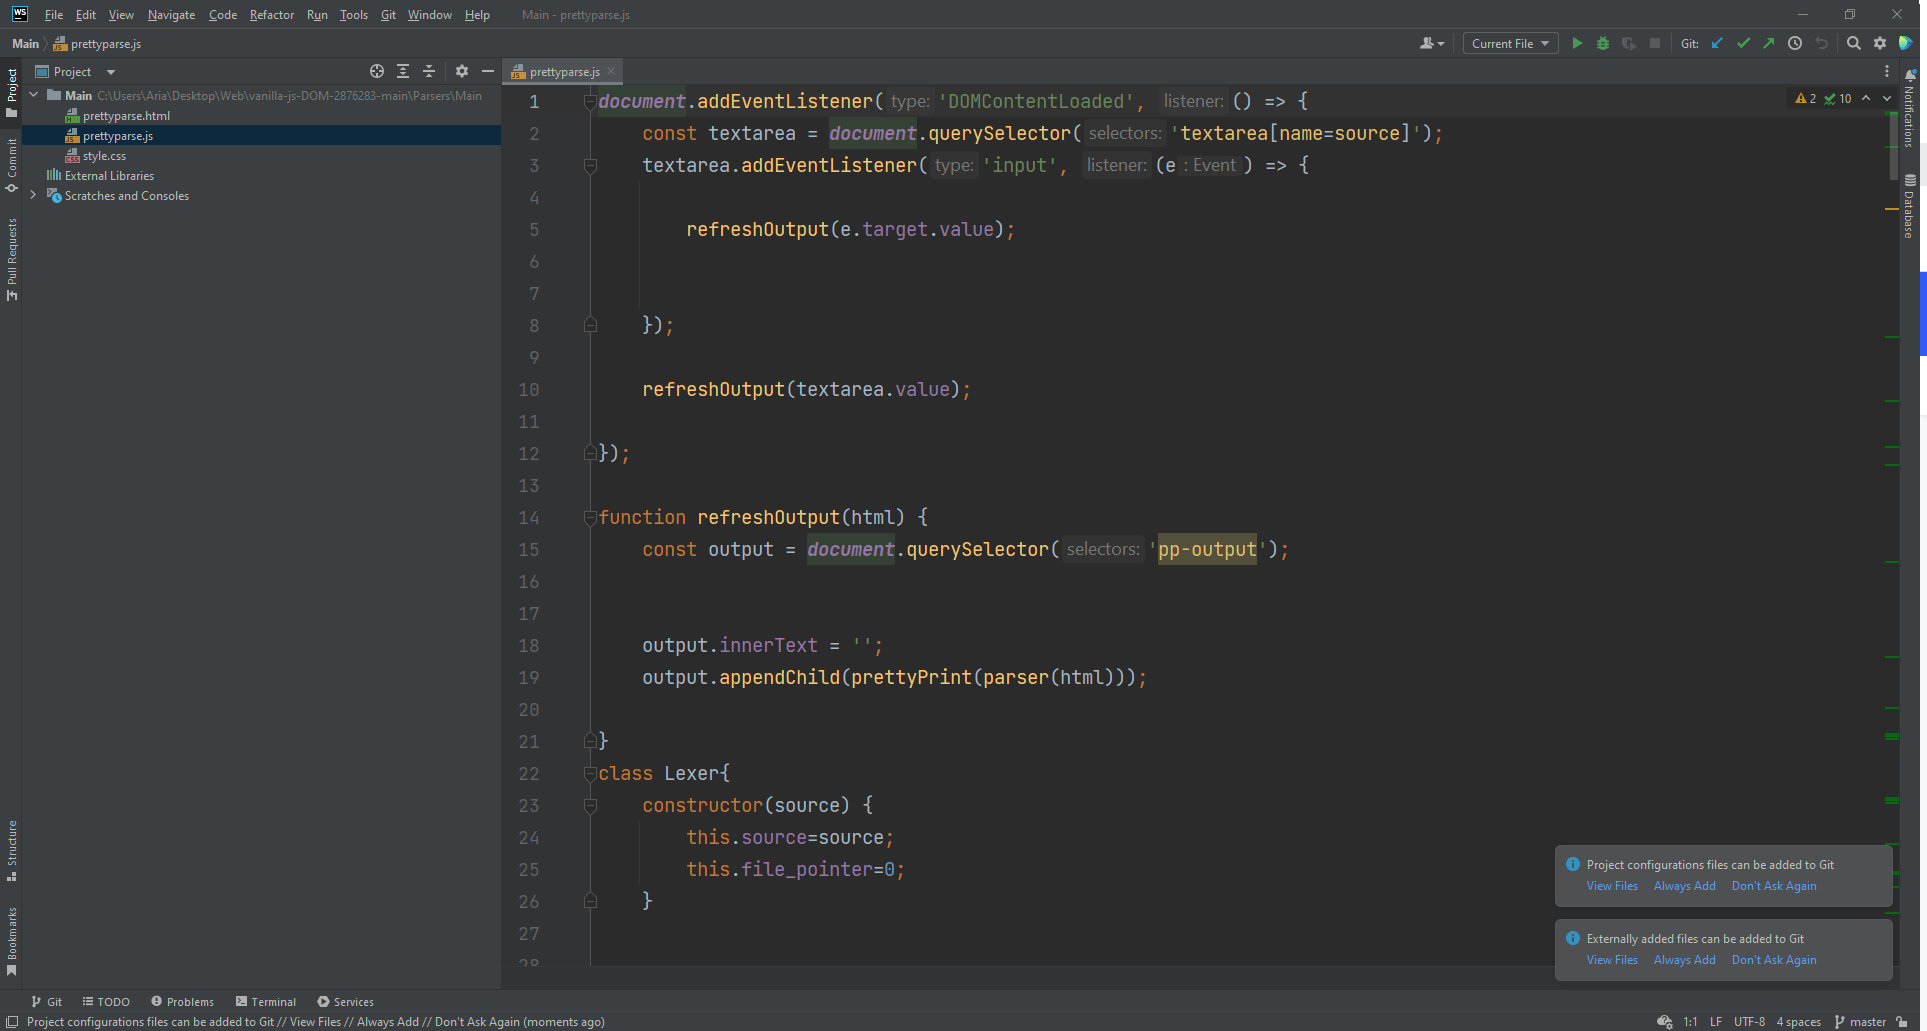 WS File Edit View Navigate Code Refactor Run Tools Git Window Help Main - prettyparse.js
Main prettyparse.js Current File Git:
Project
prettyparse.js
Main C:\Users\Aria\Desktop\Web\vanilla-js-DOM-2876283-main\Parsers\Main
prettyparse.html
prettyparse.js
style.css
External Libraries
Scratches and Consoles
Project
Commit
Pull Requests
Structure
Bookmarks
1 document.addEventListener( type: 'DOMContentLoaded', listener: () => {
2 const textarea = document.querySelector( selectors: 'textarea[name=source]');
3 textarea.addEventListener( type: 'input', listener: (e : Event ) => {
4
5 refreshOutput(e.target.value);
6
7
8 });
9
10 refreshOutput(textarea.value);
11
12 });
13
14 function refreshOutput(html) {
15 const output = document.querySelector( selectors: 'pp-output');
16
17
18 output.innerText = '';
19 output.appendChild(prettyPrint(parser(html)));
20
21 }
22 class Lexer{
23 constructor(source) {
24 this.source=source;
25 this.file_pointer=0;
26 }
27
28
2 10
Notifications
Database
Project configurations files can be added to Git
View Files Always Add Don't Ask Again
Externally added files can be added to Git
View Files Always Add Don't Ask Again
Git TODO Problems Terminal Services
Project configurations files can be added to Git // View Files // Always Add // Don't Ask Again (moments ago) 1:1 LF UTF-8 4 spaces master